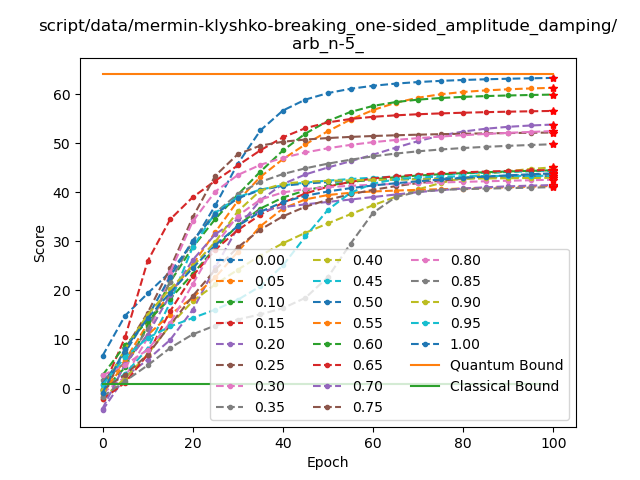 script/data/mermin-klyshko-breaking_one-sided_amplitude_damping/
arb_n-5_
Score
60
50
40
30
20
10
0
0 20 40 60 80 100
Epoch
0.00 0.40 0.80
0.05 0.45 0.85
0.10 0.50 0.90
0.15 0.55 0.95
0.20 0.60 1.00
0.25 0.65 Quantum Bound
0.30 0.70 Classical Bound
0.35 0.75